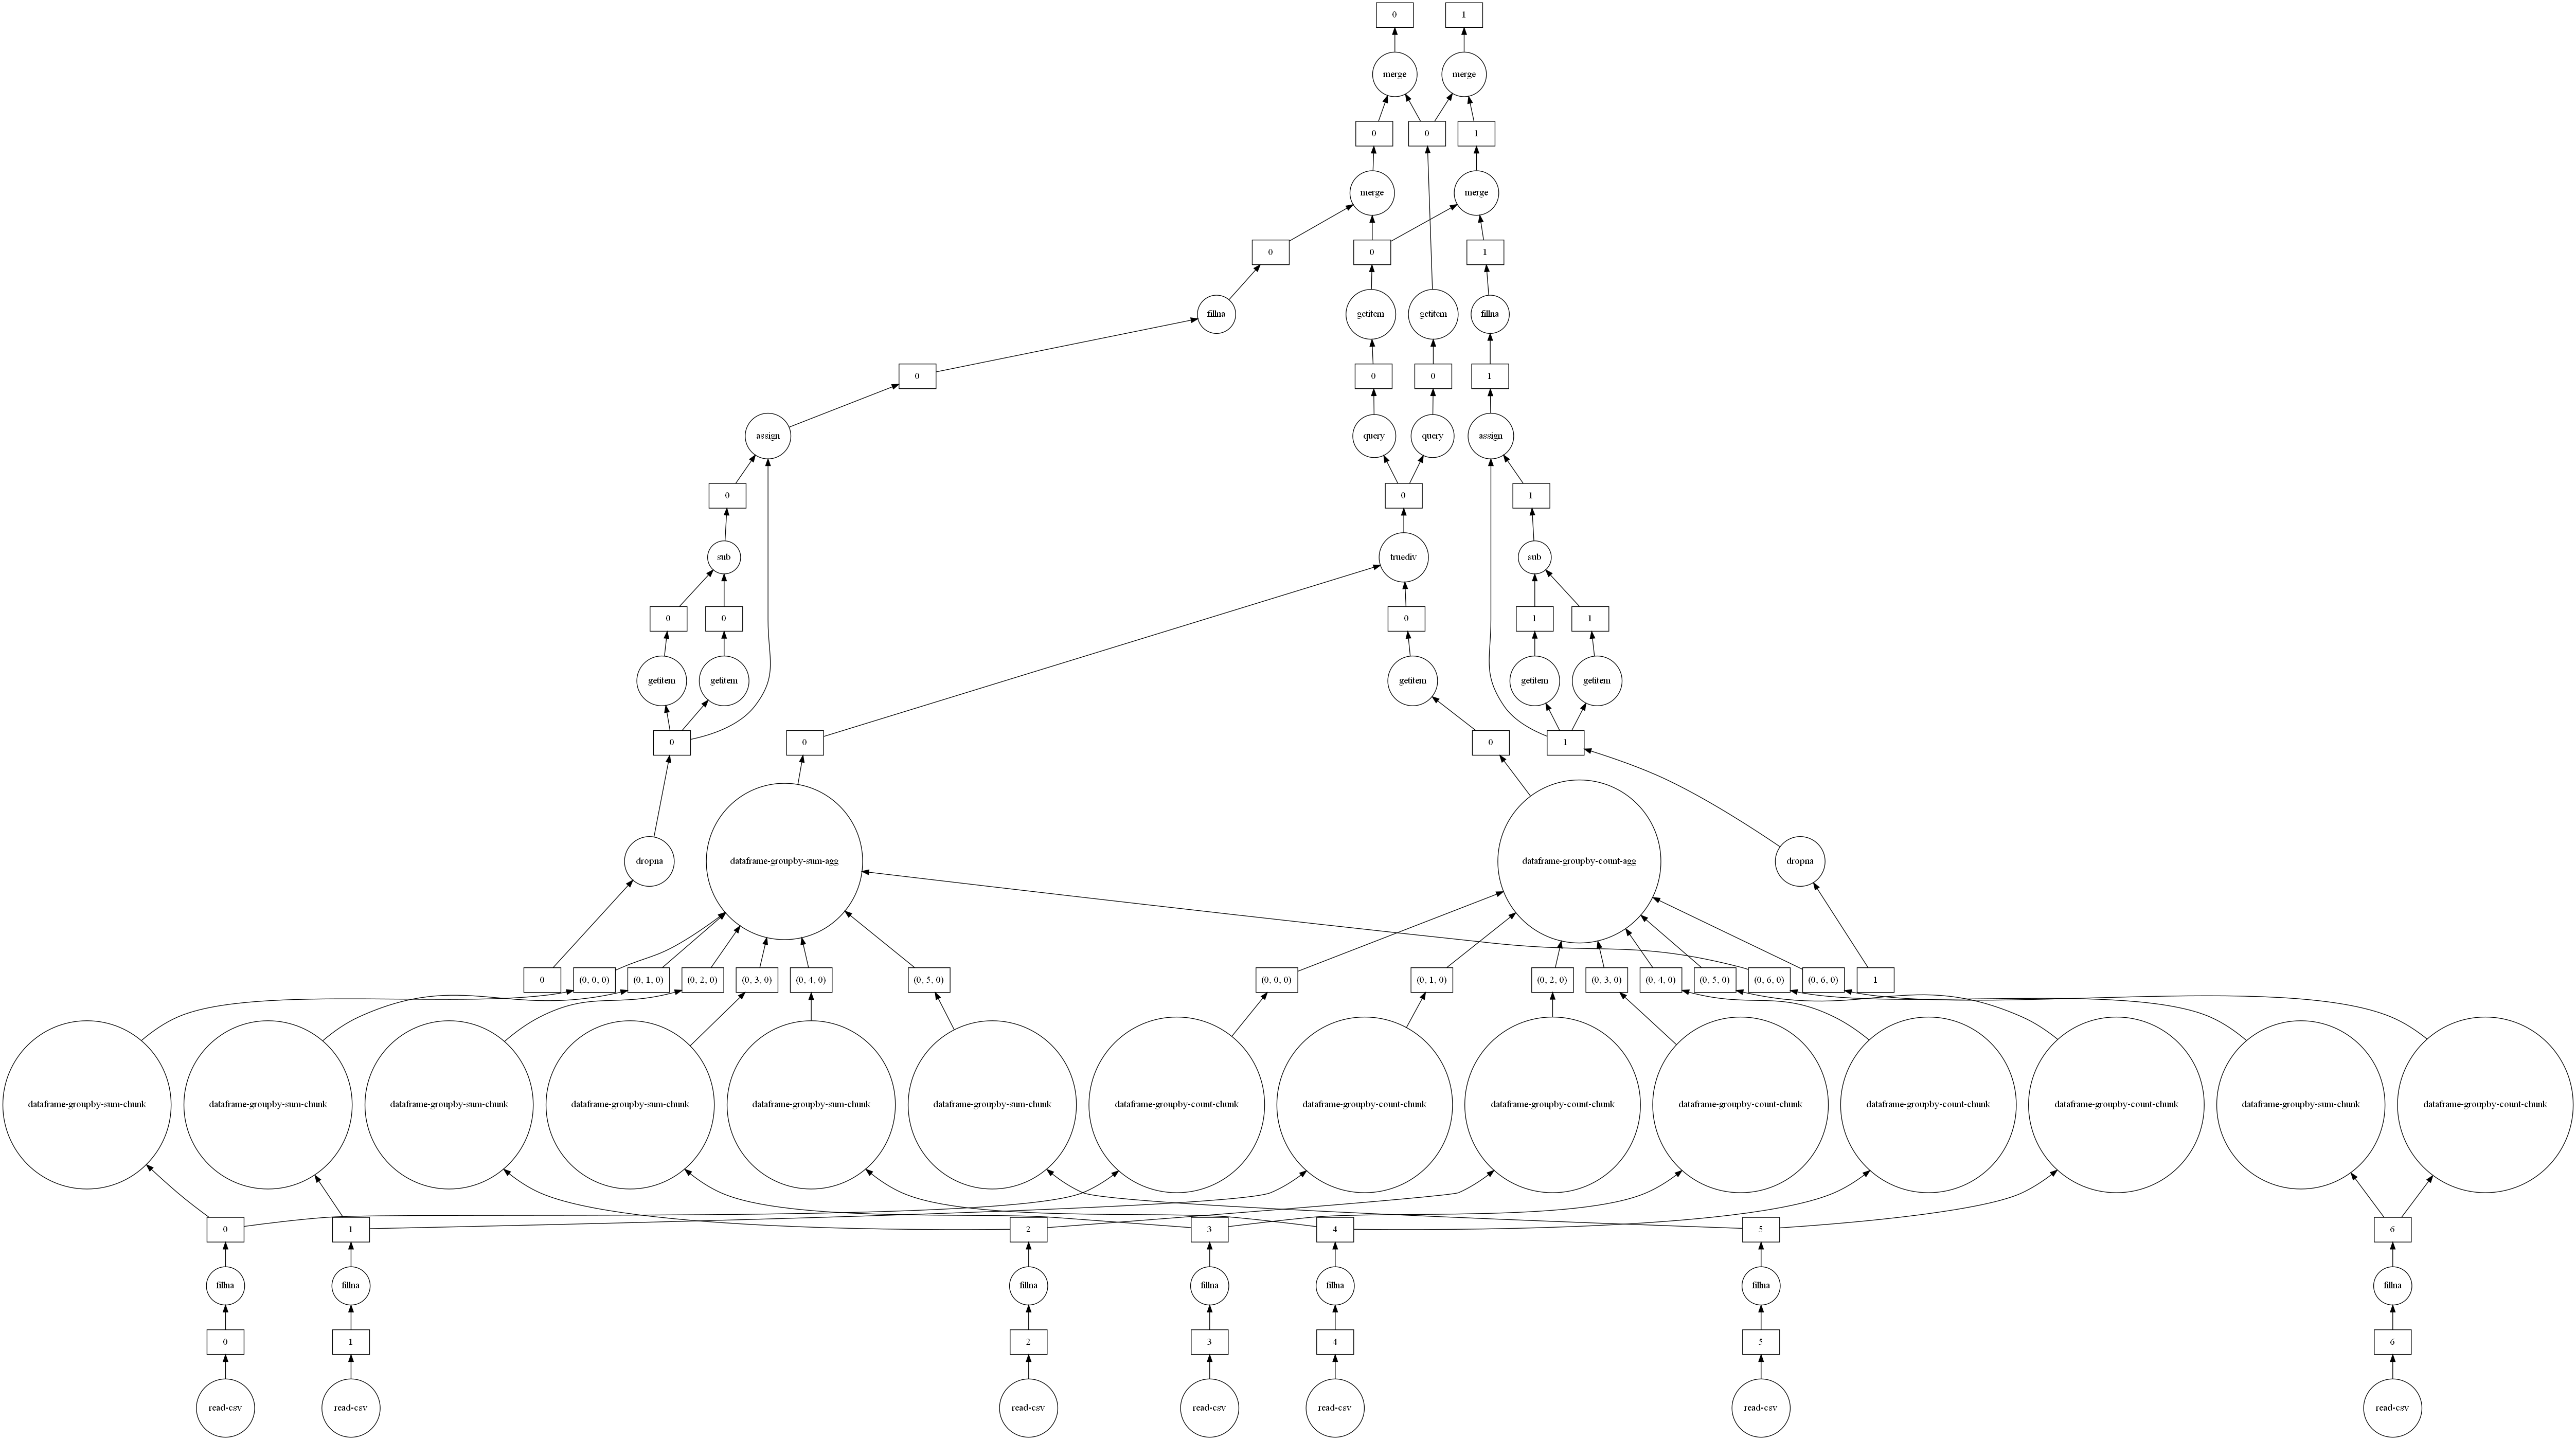 0 1
merge merge
0 0 1
merge merge
0 0 1
fillna getitem getitem fillna
0 0 0 1
assign query query assign
0 0 1
sub truediv sub
0 0 0 1 1
getitem getitem getitem getitem getitem
0 0 0 1
dropna dataframe-groupby-sum-agg dataframe-groupby-count-agg dropna
0 (0, 0, 0) (0, 1, 0) (0, 2, 0) (0, 3, 0) (0, 4, 0) (0, 5, 0) (0, 0, 0) (0, 1, 0) (0, 2, 0) (0, 3, 0) (0, 4, 0) (0, 5, 0) (0, 6, 0) (0, 6, 0) 1
dataframe-groupby-sum-chunk dataframe-groupby-sum-chunk dataframe-groupby-sum-chunk dataframe-groupby-sum-chunk dataframe-groupby-sum-chunk dataframe-groupby-sum-chunk dataframe-groupby-count-chunk dataframe-groupby-count-chunk dataframe-groupby-count-chunk dataframe-groupby-count-chunk dataframe-groupby-count-chunk dataframe-groupby-count-chunk dataframe-groupby-sum-chunk dataframe-groupby-count-chunk
0 1 2 3 4 5 6
fillna fillna fillna fillna fillna fillna fillna
0 1 2 3 4 5 6
read-csv read-csv read-csv read-csv read-csv read-csv read-csv